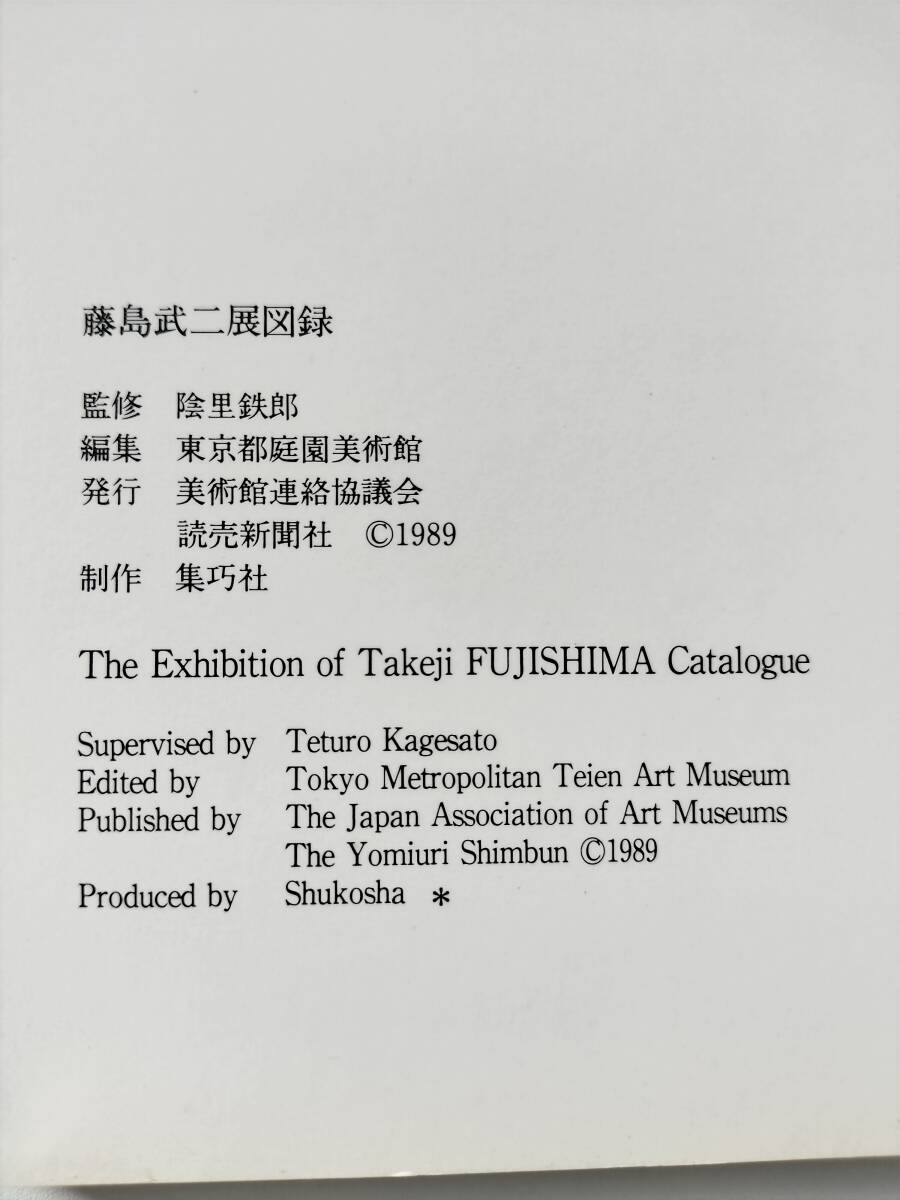 藤島武二展図録
監修　陰里鉄郎
編集　東京都庭園美術館
発行　美術館連絡協議会
読売新聞社　©1989
制作　集巧社
The Exhibition of Takeji FUJISHIMA Catalogue
Supervised by Teturo Kagesato
Edited by Tokyo Metropolitan Teien Art Museum
Published by The Japan Association of Art Museums
The Yomiuri Shimbun ©1989
Produced by Shukosha *